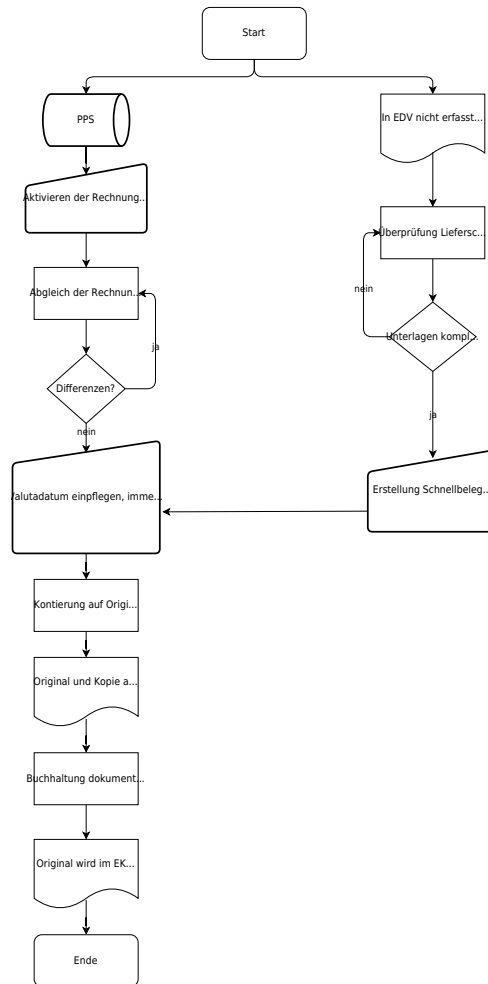 Start
PPS
In EDV nicht erfasst...
Aktivieren der Rechnung...
Überprüfung Liefersc...
nein
Abgleich der Rechnun...
Unterlagen kompl...
ja
Differenzen?
ja
nein
Valutadatum einpflegen, imme...
Erstellung Schnellbeleg...
Kontierung auf Origi...
Original und Kopie a...
Buchhaltung dokument...
Original wird im EK...
Ende